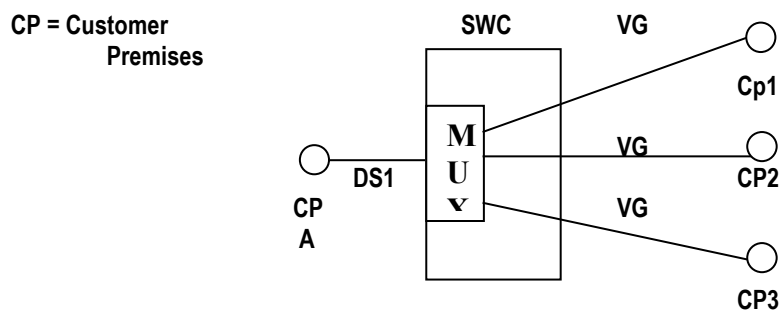 CP = Customer
Premises
SWC
VG
Cp1
M
U
X
VG
DS1
CP2
CP
A
VG
CP3